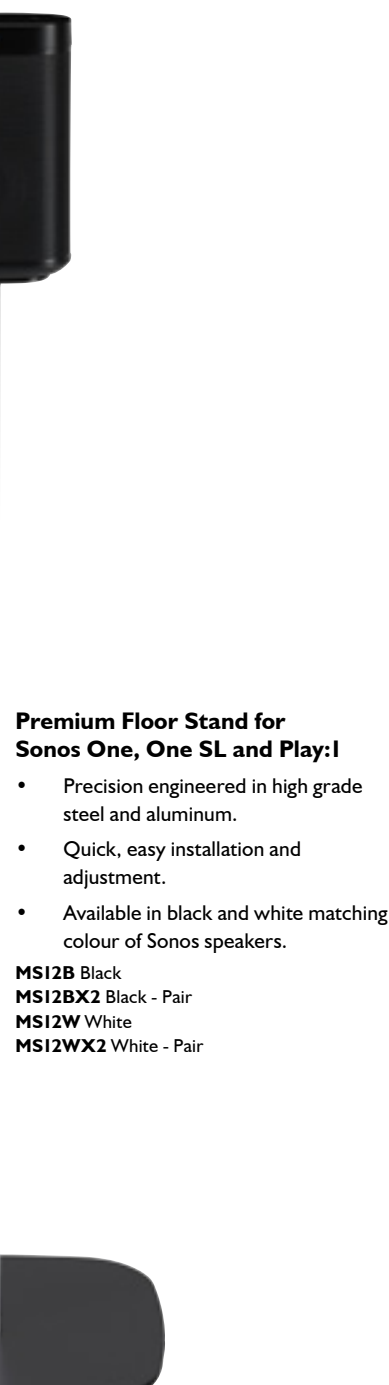 Premium Floor Stand for
Sonos One, One SL and Play:1
• Precision engineered in high grade
steel and aluminum.
• Quick, easy installation and
adjustment.
• Available in black and white matching
colour of Sonos speakers.
MS12B Black
MS12BX2 Black - Pair
MS12W White
MS12WX2 White - Pair